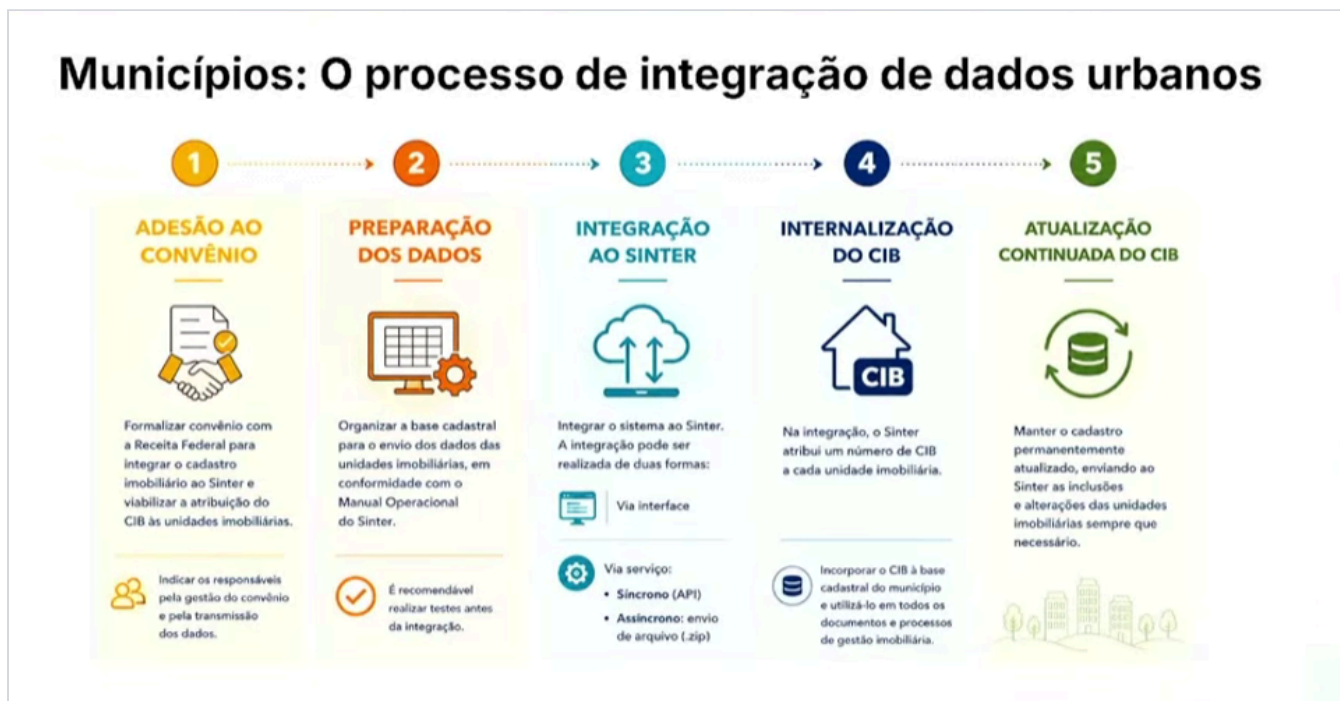 Municípios: O processo de integração de dados urbanos
1
ADESÃO AO
CONVÊNIO
Formalizar convênio com
a Receita Federal para
integrar o cadastro
imobiliário ao Sinter e
viabilizar a atribuição do
CIB às unidades imobiliárias.
Indicar os responsáveis
pela gestão do convênio
e pela transmissão
dos dados.
2
PREPARAÇÃO
DOS DADOS
Organizar a base cadastral
para o envio dos dados das
unidades imobiliárias, em
conformidade com o
Manual Operacional
do Sinter.
É recomendável
realizar testes antes
da integração.
3
INTEGRAÇÃO
AO SINTER
Integrar o sistema ao Sinter.
A integração pode ser
realizada de duas formas:
Via interface
Via serviço:
• Síncrono (API)
• Assíncrono: envio
de arquivo (.zip)
4
INTERNALIZAÇÃO
DO CIB
CIB
Na integração, o Sinter
atribui um número de CIB
a cada unidade imobiliária.
Incorporar o CIB à base
cadastral do município
e utilizá-lo em todos os
documentos e processos
de gestão imobiliária.
5
ATUALIZAÇÃO
CONTINUADA DO CIB
Manter o cadastro
permanentemente
atualizado, enviando ao
Sinter as inclusões
e alterações das unidades
imobiliárias sempre que
necessário.